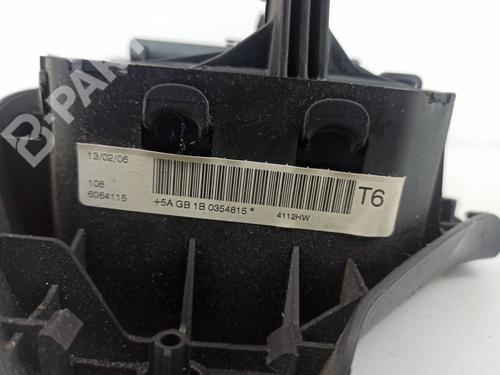 B-PARTS
13/02/06
108
6064115
+5A GB 1B 0354815*
4112HW
T6